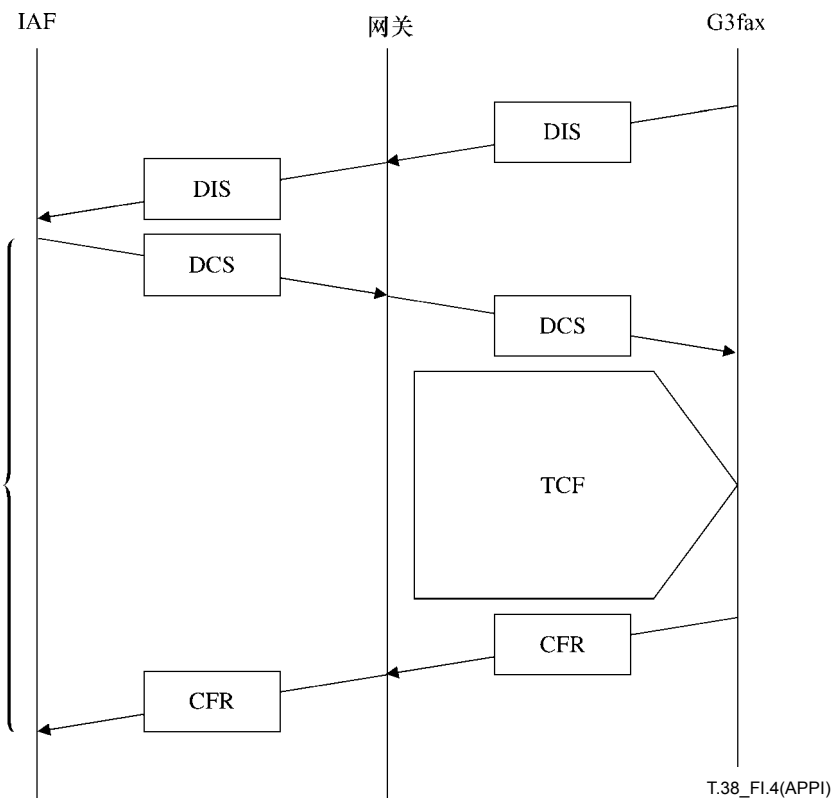 IAF
网关
G3fax
DIS
DIS
DCS
DCS
TCF
CFR
CFR
T.38_FI.4(APPI)